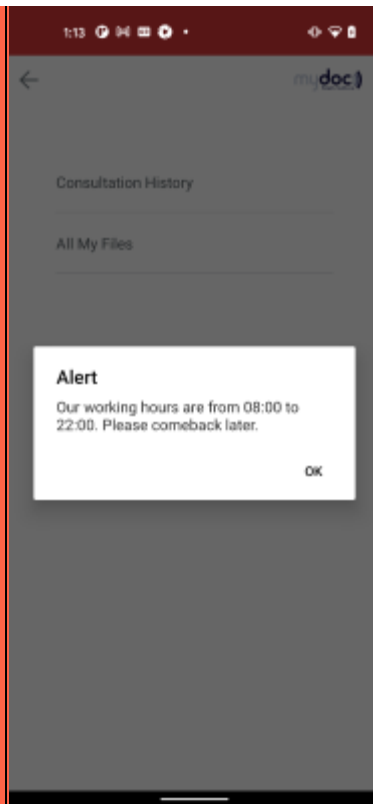 1:13
mydoc
Consultation History
All My Files
Alert
Our working hours are from 08:00 to
22:00. Please comeback later.
OK